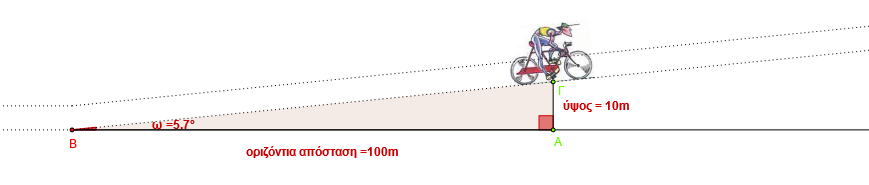 Γ
ύψος = 10m
ω =5.7°
B
A
οριζόντια απόσταση =100m